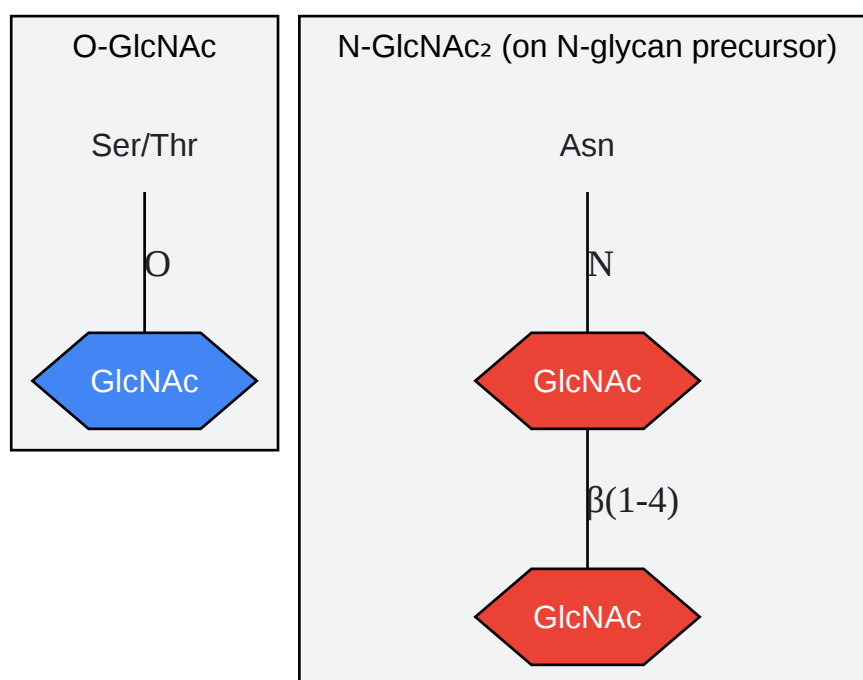 O-GlcNAc
Ser/Thr
O
GlcNAc
N-GlcNAc₂ (on N-glycan precursor)
Asn
N
GlcNAc
β(1-4)
GlcNAc